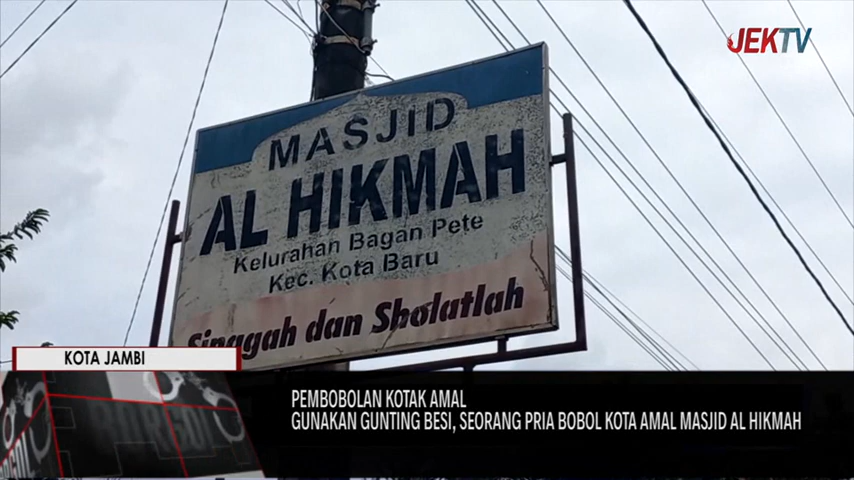 JEKTV
MASJID
AL HIKMAH
Kelurahan Bagan Pete
Kec. Kota Baru
Singgah dan Sholatlah
KOTA JAMBI
PEMBOBOLAN KOTAK AMAL
GUNAKAN GUNTING BESI, SEORANG PRIA BOBOL KOTA AMAL MASJID AL HIKMAH